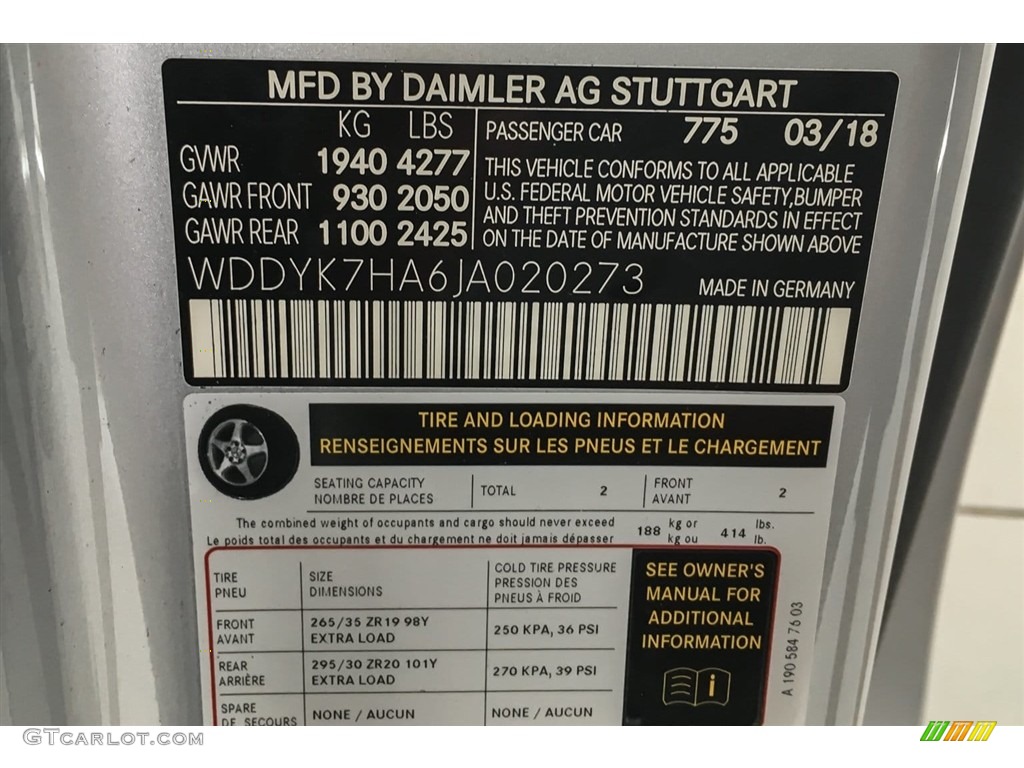 MFD BY DAIMLER AG STUTTGART
KG LBS
GVWR 1940 4277
GAWR FRONT 930 2050
GAWR REAR 1100 2425
PASSENGER CAR 775 03/18
THIS VEHICLE CONFORMS TO ALL APPLICABLE
U.S. FEDERAL MOTOR VEHICLE SAFETY,BUMPER
AND THEFT PREVENTION STANDARDS IN EFFECT
ON THE DATE OF MANUFACTURE SHOWN ABOVE
WDDYK7HA6JA020273
MADE IN GERMANY
TIRE AND LOADING INFORMATION
RENSEIGNEMENTS SUR LES PNEUS ET LE CHARGEMENT
SEATING CAPACITY
NOMBRE DE PLACES
TOTAL 2
FRONT
AVANT
2
The combined weight of occupants and cargo should never exceed
Le poids total des occupants et du chargement ne doit jamais dépasser
188 kg or
kg ou
414 lbs.
lb.
TIRE
PNEU
SIZE
DIMENSIONS
COLD TIRE PRESSURE
PRESSION DES
PNEUS À FROID
FRONT
AVANT
265/35 ZR19 98Y
EXTRA LOAD
250 KPA, 36 PSI
REAR
ARRIÈRE
295/30 ZR20 101Y
EXTRA LOAD
270 KPA, 39 PSI
SPARE
DE SECOURS
NONE / AUCUN
NONE / AUCUN
SEE OWNER'S
MANUAL FOR
ADDITIONAL
INFORMATION
A 190 584 76 03
GTCarLot.com